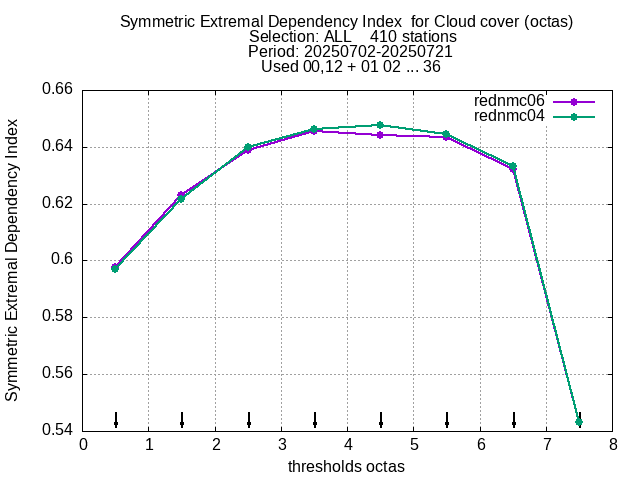 Symmetric Extremal Dependency Index  for Cloud cover (octas)
Selection: ALL    410 stations
Period: 20250702-20250721
Used 00,12 + 01 02 ... 36
rednmc06
rednmc04
0.66
0.64
0.62
0.6
0.58
0.56
0.54
Symmetric Extremal Dependency Index
0 1 2 3 4 5 6 7 8
thresholds octas